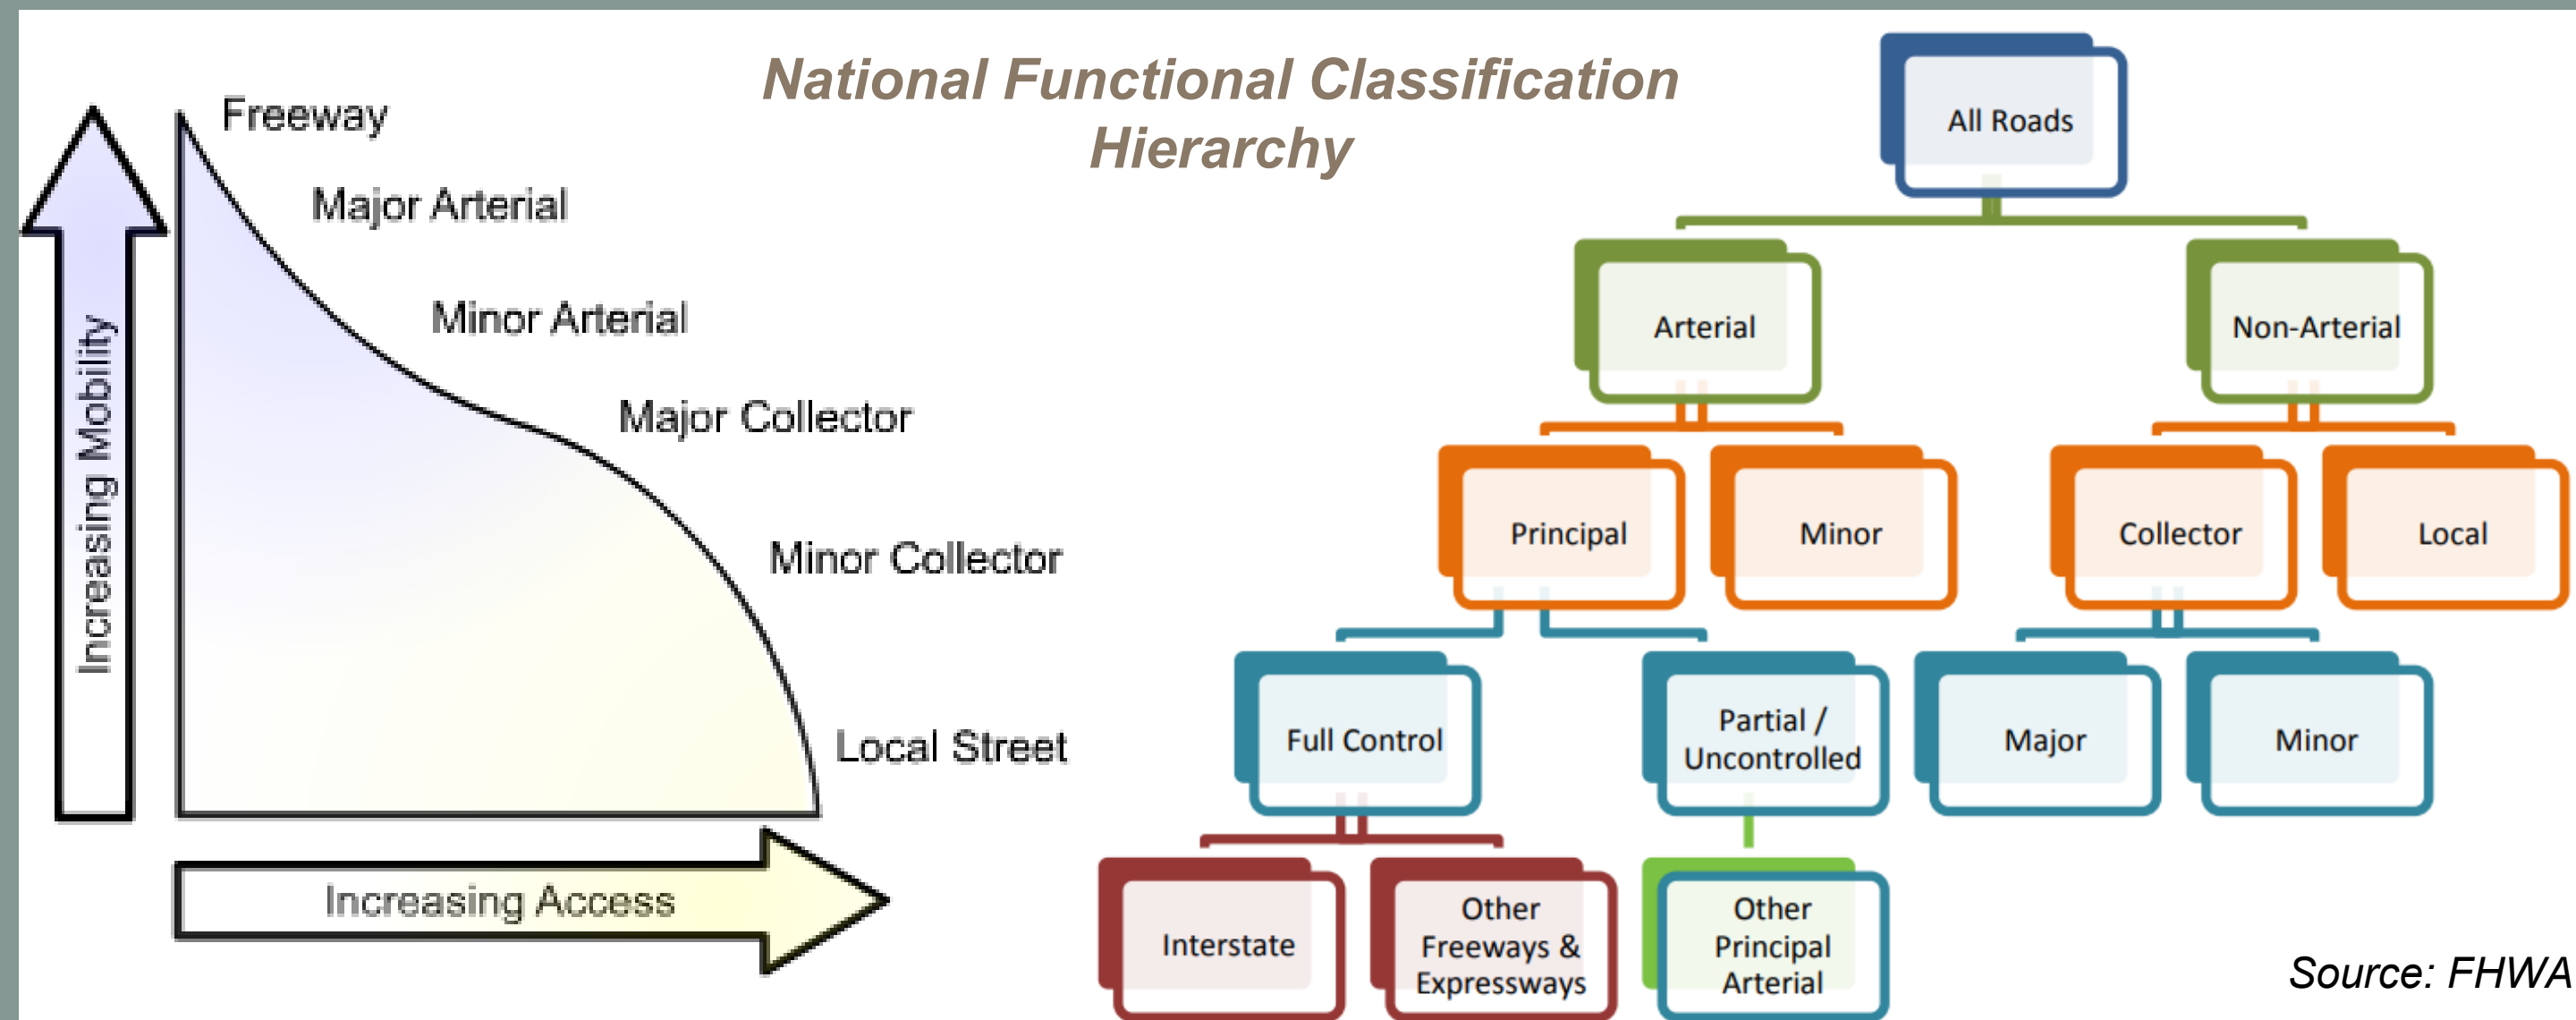 National Functional Classification
Hierarchy
Freeway
Major Arterial
Minor Arterial
Major Collector
Minor Collector
Local Street
Increasing Mobility
Increasing Access
All Roads
Arterial
Non-Arterial
Principal
Minor
Collector
Local
Full Control
Partial /
Uncontrolled
Major
Minor
Interstate
Other
Freeways &
Expressways
Other
Principal
Arterial
Source: FHWA